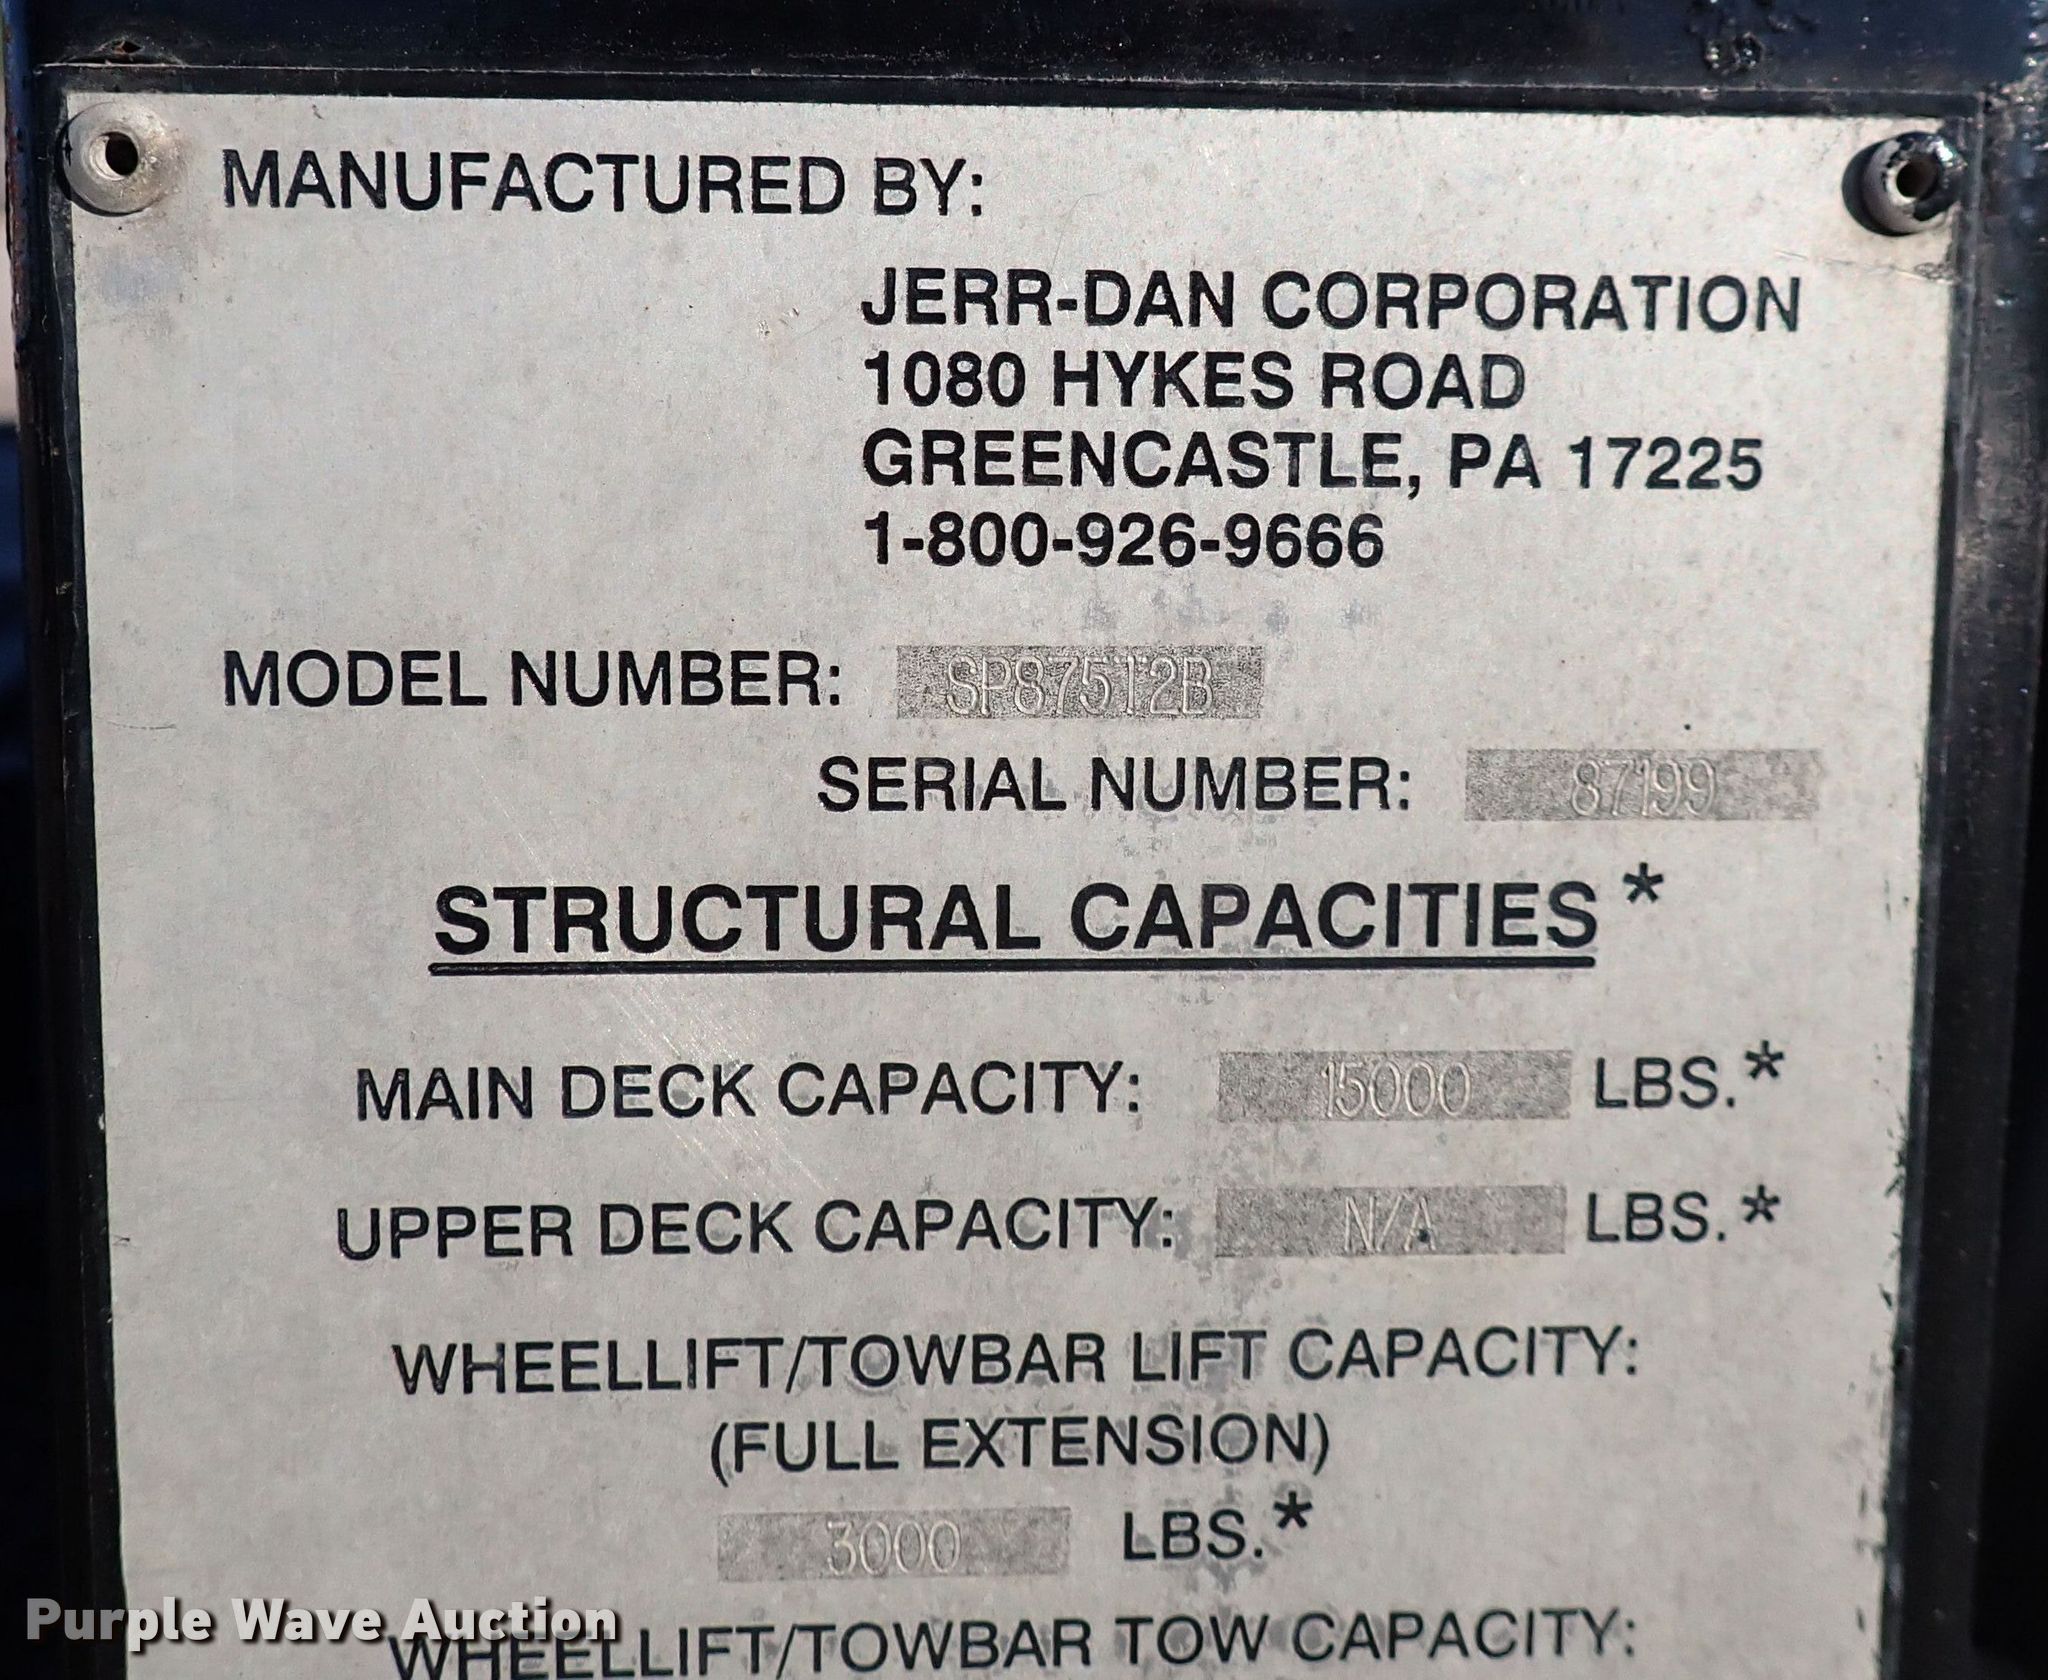 MANUFACTURED BY:
JERR-DAN CORPORATION
1080 HYKES ROAD
GREENCASTLE, PA 17225
1-800-926-9666
MODEL NUMBER: SP875T2B
SERIAL NUMBER: 87199
STRUCTURAL CAPACITIES*
MAIN DECK CAPACITY: 15000 LBS.*
UPPER DECK CAPACITY: N/A LBS.*
WHEELLIFT/TOWBAR LIFT CAPACITY:
(FULL EXTENSION)
3000 LBS.*
WHEELLIFT/TOWBAR TOW CAPACITY:
Purple Wave Auction